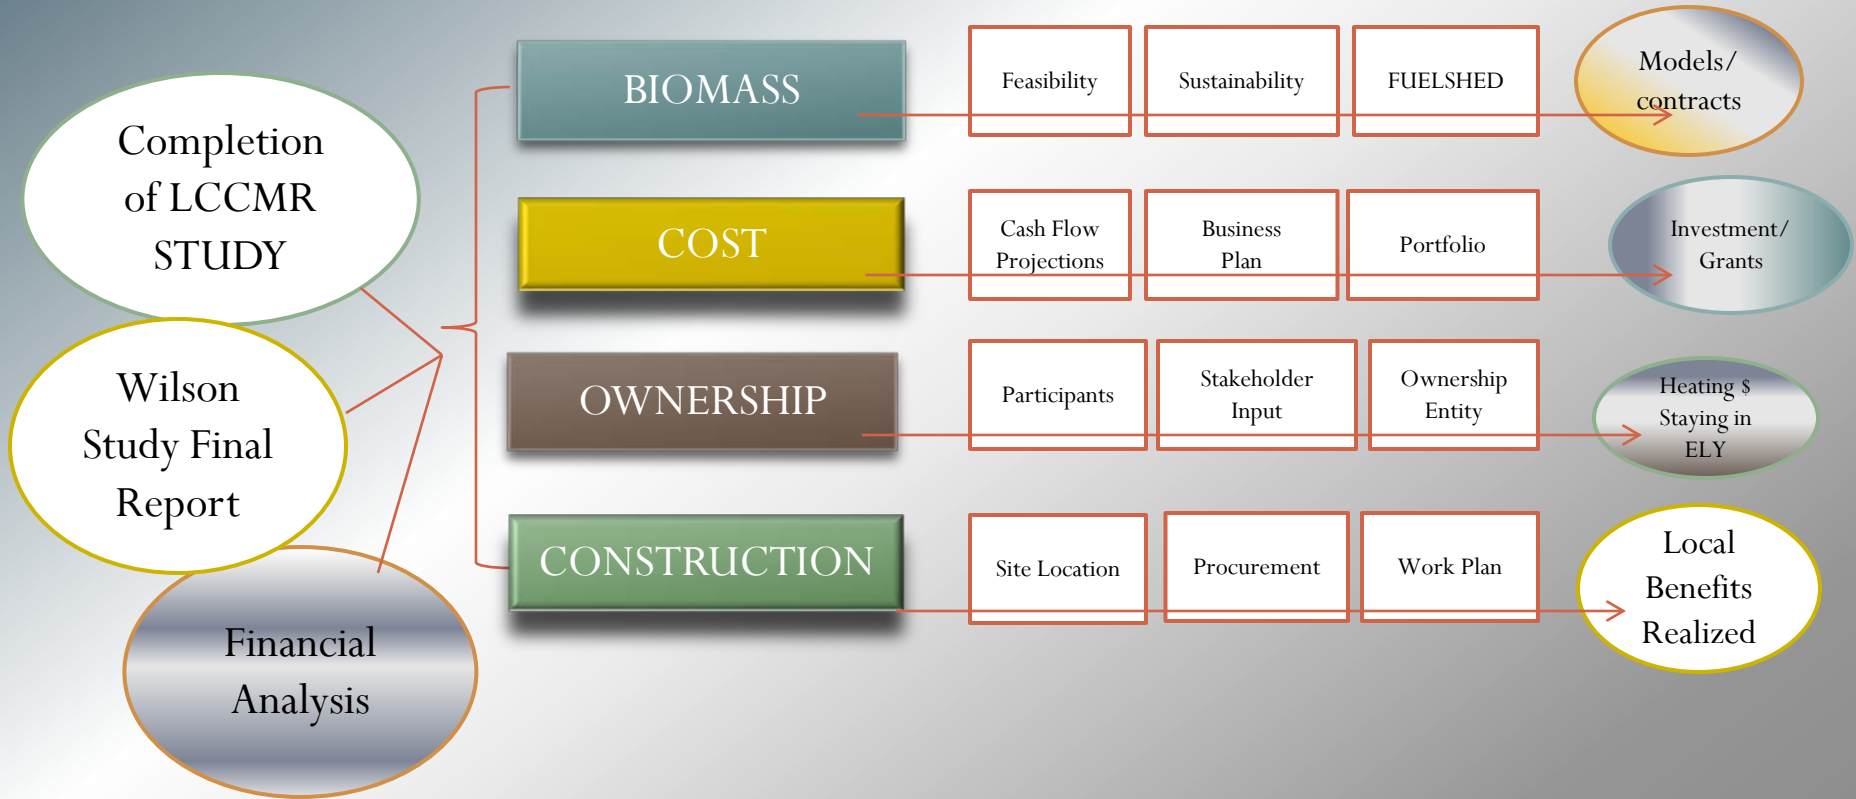 Completion
of LCCMR
STUDY
Wilson
Study Final
Report
Financial
Analysis
BIOMASS
Feasibility
Sustainability
FUELSHED
Models/
contracts
COST
Cash Flow
Projections
Business
Plan
Portfolio
Investment/
Grants
OWNERSHIP
Participants
Stakeholder
Input
Ownership
Entity
Heating $
Staying in
ELY
CONSTRUCTION
Site Location
Procurement
Work Plan
Local
Benefits
Realized